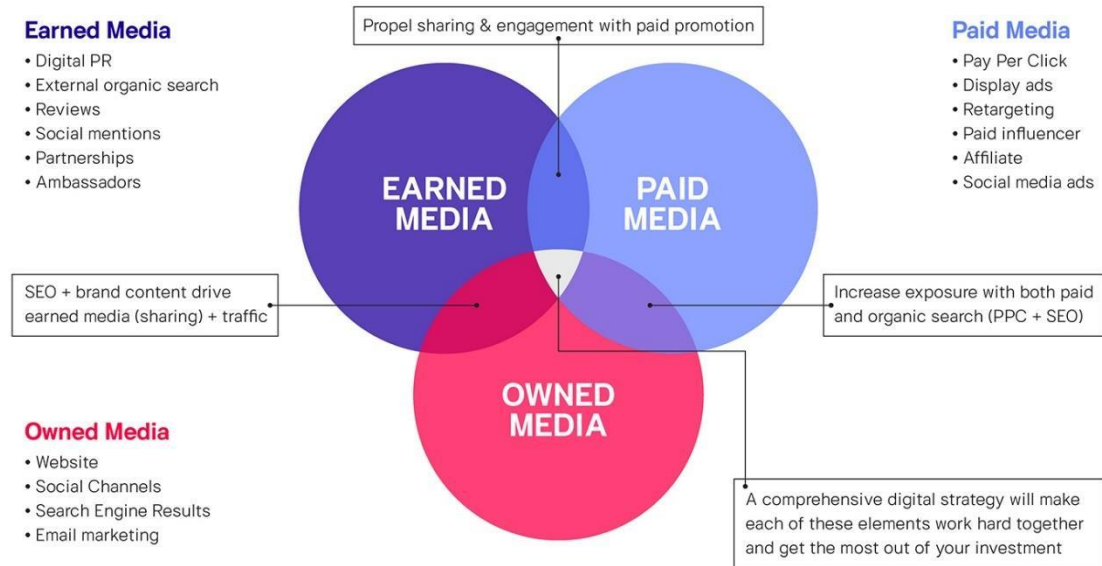 Earned Media
• Digital PR
• External organic search
• Reviews
• Social mentions
• Partnerships
• Ambassadors
Propel sharing & engagement with paid promotion
Paid Media
• Pay Per Click
• Display ads
• Retargeting
• Paid influencer
• Affiliate
• Social media ads
EARNED
MEDIA
PAID
MEDIA
SEO + brand content drive
earned media (sharing) + traffic
Increase exposure with both paid
and organic search (PPC + SEO)
OWNED
MEDIA
Owned Media
• Website
• Social Channels
• Search Engine Results
• Email marketing
A comprehensive digital strategy will make
each of these elements work hard together
and get the most out of your investment